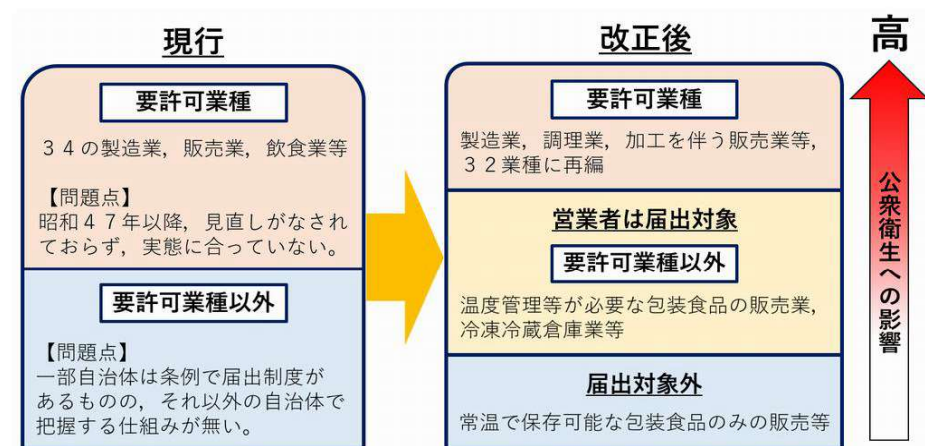 現行
要許可業種
３４の製造業，販売業，飲食業等
【問題点】
昭和４７年以降，見直しがなされ
ておらず，実態に合っていない。
要許可業種以外
【問題点】
一部自治体は条例で届出制度が
あるものの，それ以外の自治体で
把握する仕組みが無い。
改正後
要許可業種
製造業，調理業，加工を伴う販売業等，
３２業種に再編
営業者は届出対象
要許可業種以外
温度管理等が必要な包装食品の販売業，
冷凍冷蔵倉庫業等
届出対象外
常温で保存可能な包装食品のみの販売等
高
公衆衛生への影響